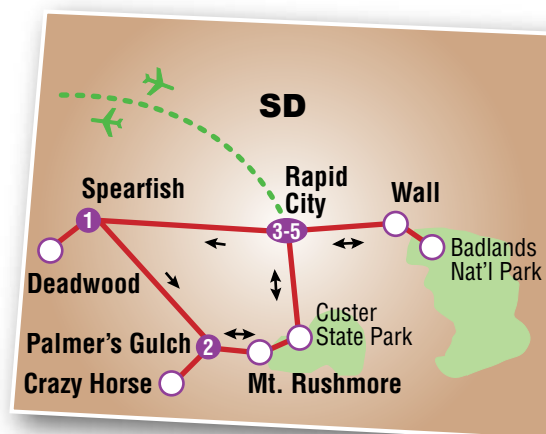 SD
Spearfish
Rapid
City
Wall
1
3-5
Badlands
Nat'l Park
Deadwood
Custer
State Park
Palmer's Gulch
2
Crazy Horse
Mt. Rushmore